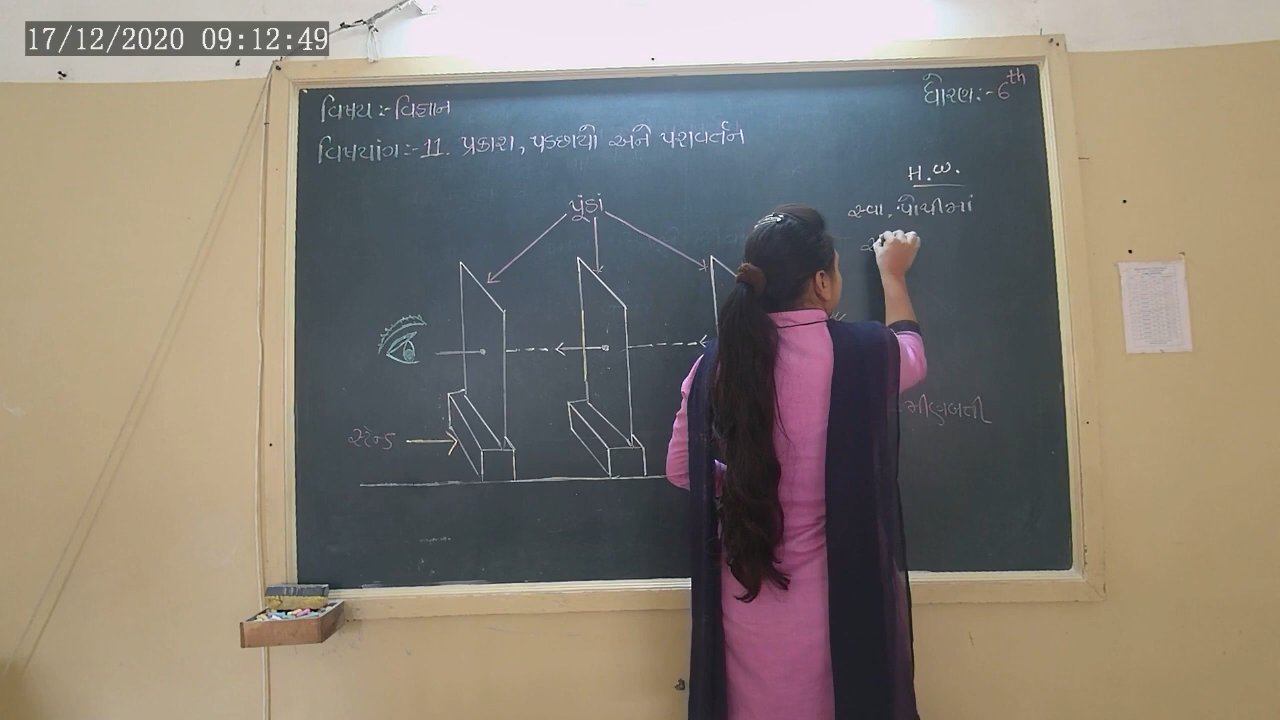 17/12/2020 09:12:49
વિષય :- વિજ્ઞાન
ધોરણ:- 6th
વિષયાંગ:- 11. પ્રકાશ, પડછાયો અને પરાવર્તન
H.W.
સ્વા. પોથીમાં
પૂંઠાં
સ્ટેન્ડ
મીણબત્તી